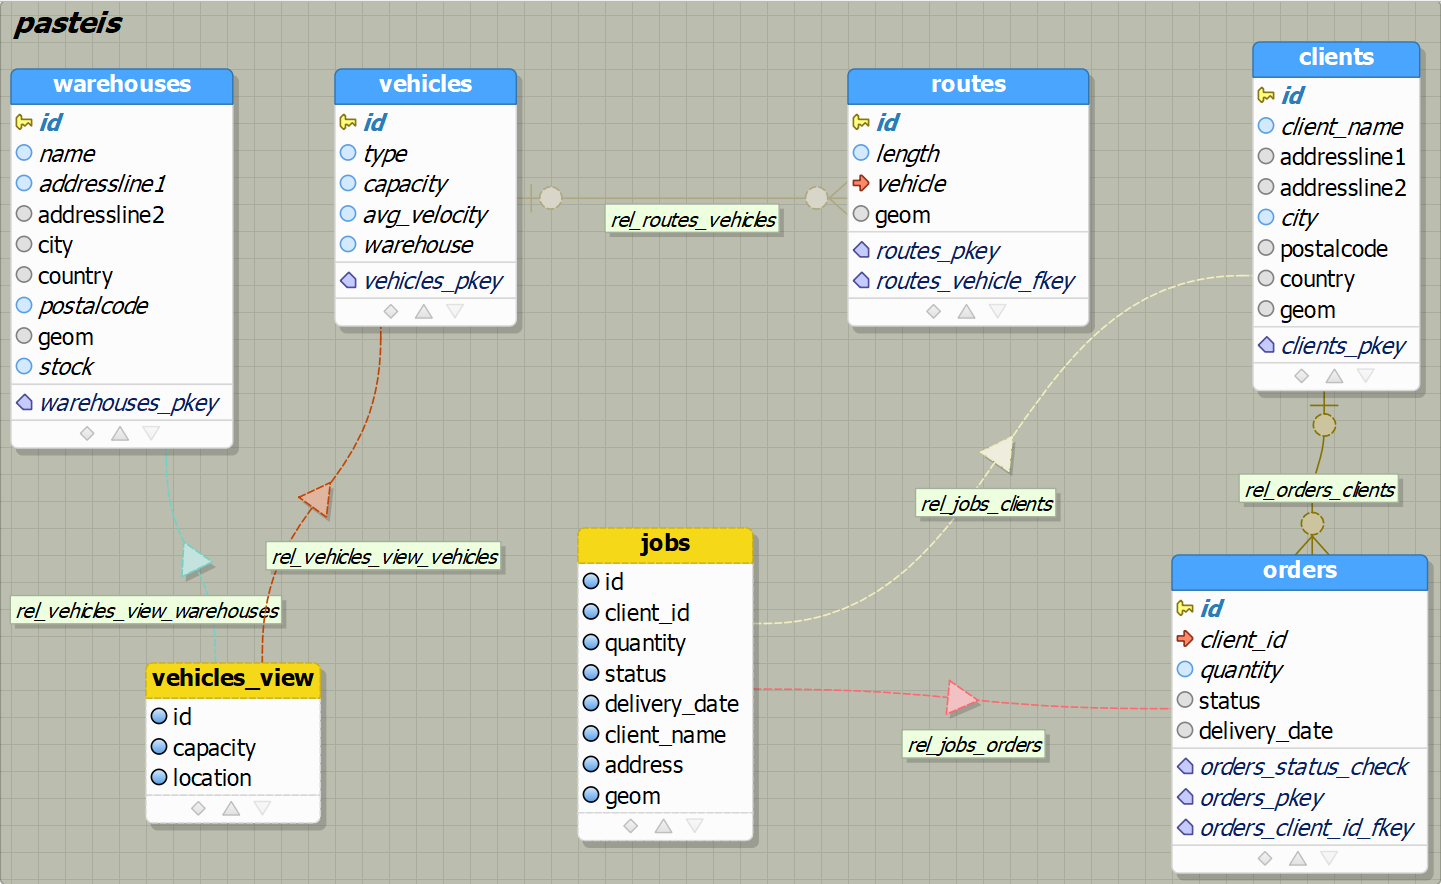 pasteis
warehouses
id
name
addressline1
addressline2
city
country
postalcode
geom
stock
warehouses_pkey
vehicles
id
type
capacity
avg_velocity
warehouse
vehicles_pkey
rel_routes_vehicles
routes
id
length
vehicle
geom
routes_pkey
routes_vehicle_fkey
clients
id
client_name
addressline1
addressline2
city
postalcode
country
geom
clients_pkey
rel_orders_clients
rel_jobs_clients
rel_vehicles_view_vehicles
rel_vehicles_view_warehouses
vehicles_view
id
capacity
location
jobs
id
client_id
quantity
status
delivery_date
client_name
address
geom
rel_jobs_orders
orders
id
client_id
quantity
status
delivery_date
orders_status_check
orders_pkey
orders_client_id_fkey